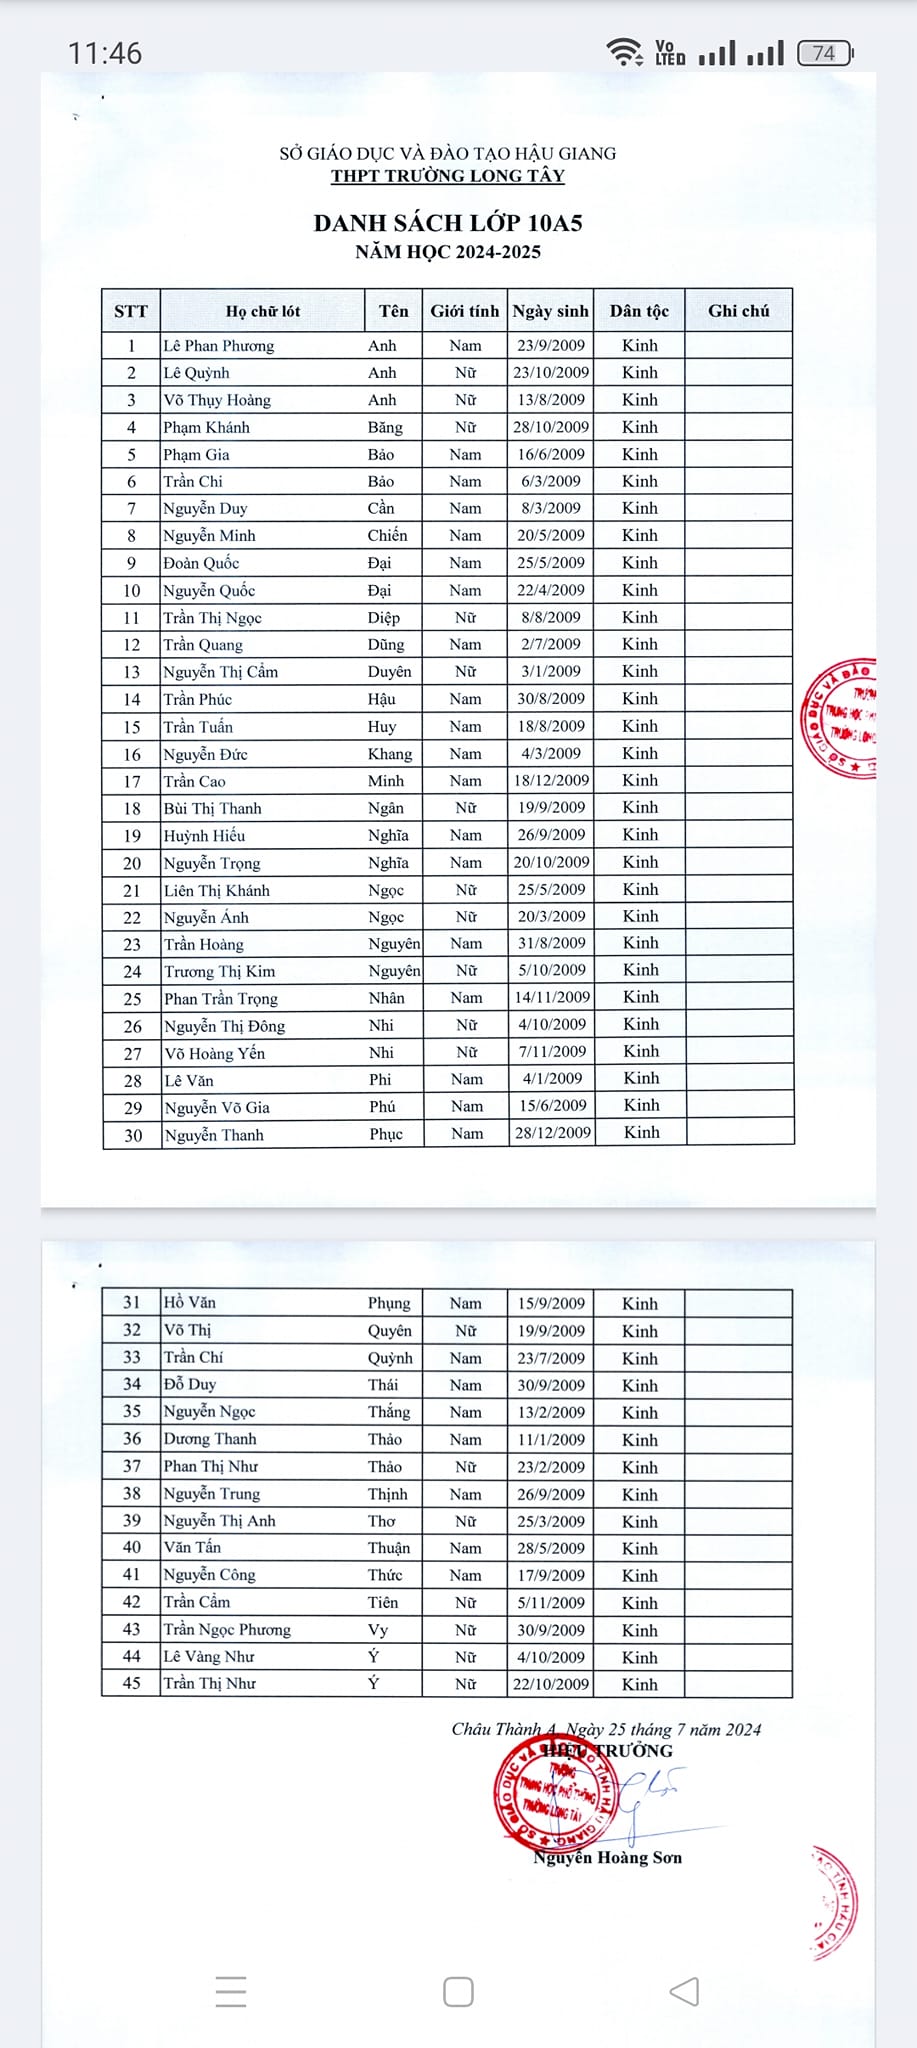 11:46
Vo
LTE
74
SỞ GIÁO DỤC VÀ ĐÀO TẠO HẬU GIANG
THPT TRƯỜNG LONG TÂY
DANH SÁCH LỚP 10A5
NĂM HỌC 2024-2025
STT Họ chữ lót Tên Giới tính Ngày sinh Dân tộc Ghi chú
1 Lê Phan Phương Anh Nam 23/9/2009 Kinh
2 Lê Quỳnh Anh Nữ 23/10/2009 Kinh
3 Võ Thụy Hoàng Anh Nữ 13/8/2009 Kinh
4 Phạm Khánh Băng Nữ 28/10/2009 Kinh
5 Phạm Gia Bảo Nam 16/6/2009 Kinh
6 Trần Chi Bảo Nam 6/3/2009 Kinh
7 Nguyễn Duy Cần Nam 8/3/2009 Kinh
8 Nguyễn Minh Chiến Nam 20/5/2009 Kinh
9 Đoàn Quốc Đại Nam 25/5/2009 Kinh
10 Nguyễn Quốc Đại Nam 22/4/2009 Kinh
11 Trần Thị Ngọc Diệp Nữ 8/8/2009 Kinh
12 Trần Quang Dũng Nam 2/7/2009 Kinh
13 Nguyễn Thị Cẩm Duyên Nữ 3/1/2009 Kinh
14 Trần Phúc Hậu Nam 30/8/2009 Kinh
15 Trần Tuấn Huy Nam 18/8/2009 Kinh
16 Nguyễn Đức Khang Nam 4/3/2009 Kinh
17 Trần Cao Minh Nam 18/12/2009 Kinh
18 Bùi Thị Thanh Ngân Nữ 19/9/2009 Kinh
19 Huỳnh Hiếu Nghĩa Nam 26/9/2009 Kinh
20 Nguyễn Trọng Nghĩa Nam 20/10/2009 Kinh
21 Liên Thị Khánh Ngọc Nữ 25/5/2009 Kinh
22 Nguyễn Ánh Ngọc Nữ 20/3/2009 Kinh
23 Trần Hoàng Nguyên Nam 31/8/2009 Kinh
24 Trương Thị Kim Nguyên Nữ 5/10/2009 Kinh
25 Phan Trần Trọng Nhân Nam 14/11/2009 Kinh
26 Nguyễn Thị Đông Nhi Nữ 4/10/2009 Kinh
27 Võ Hoàng Yến Nhi Nữ 7/11/2009 Kinh
28 Lê Văn Phi Nam 4/1/2009 Kinh
29 Nguyễn Võ Gia Phú Nam 15/6/2009 Kinh
30 Nguyễn Thanh Phục Nam 28/12/2009 Kinh
31 Hồ Văn Phụng Nam 15/9/2009 Kinh
32 Võ Thị Quyên Nữ 19/9/2009 Kinh
33 Trần Chí Quỳnh Nam 23/7/2009 Kinh
34 Đỗ Duy Thái Nam 30/9/2009 Kinh
35 Nguyễn Ngọc Thắng Nam 13/2/2009 Kinh
36 Dương Thanh Thảo Nam 11/1/2009 Kinh
37 Phan Thị Như Thảo Nữ 23/2/2009 Kinh
38 Nguyễn Trung Thịnh Nam 26/9/2009 Kinh
39 Nguyễn Thị Anh Thơ Nữ 25/3/2009 Kinh
40 Văn Tấn Thuận Nam 28/5/2009 Kinh
41 Nguyễn Công Thức Nam 17/9/2009 Kinh
42 Trần Cẩm Tiên Nữ 5/11/2009 Kinh
43 Trần Ngọc Phương Vy Nữ 30/9/2009 Kinh
44 Lê Vàng Như Ý Nữ 4/10/2009 Kinh
45 Trần Thị Như Ý Nữ 22/10/2009 Kinh
Châu Thành A, Ngày 25 tháng 7 năm 2024
HIỆU TRƯỞNG
SỞ GIÁO DỤC VÀ ĐÀO TẠO TỈNH HẬU GIANG
TRƯỜNG
TRUNG HỌC PHỔ THÔNG
TRƯỜNG LONG TÂY
Nguyễn Hoàng Sơn